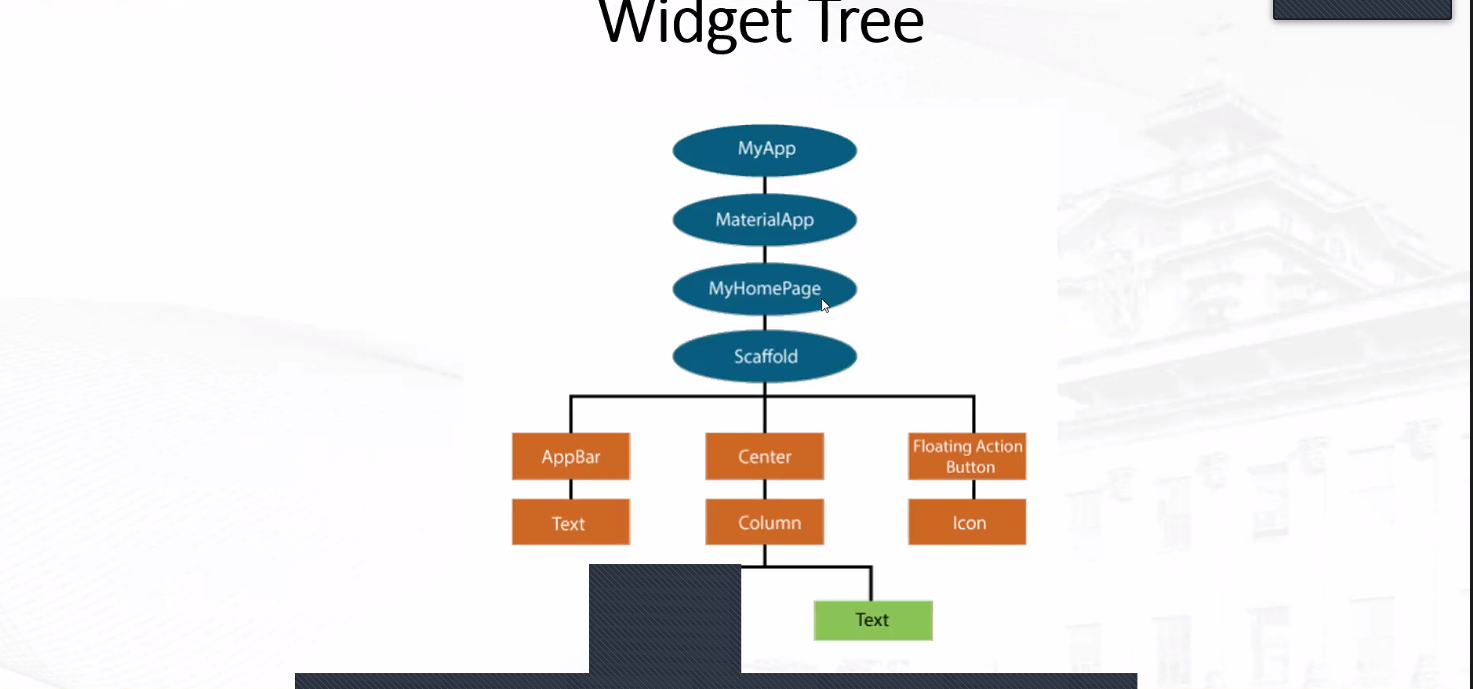 Widget Tree
MyApp
MaterialApp
MyHomePage
Scaffold
AppBar
Center
Floating Action
Button
Text
Column
Icon
Text